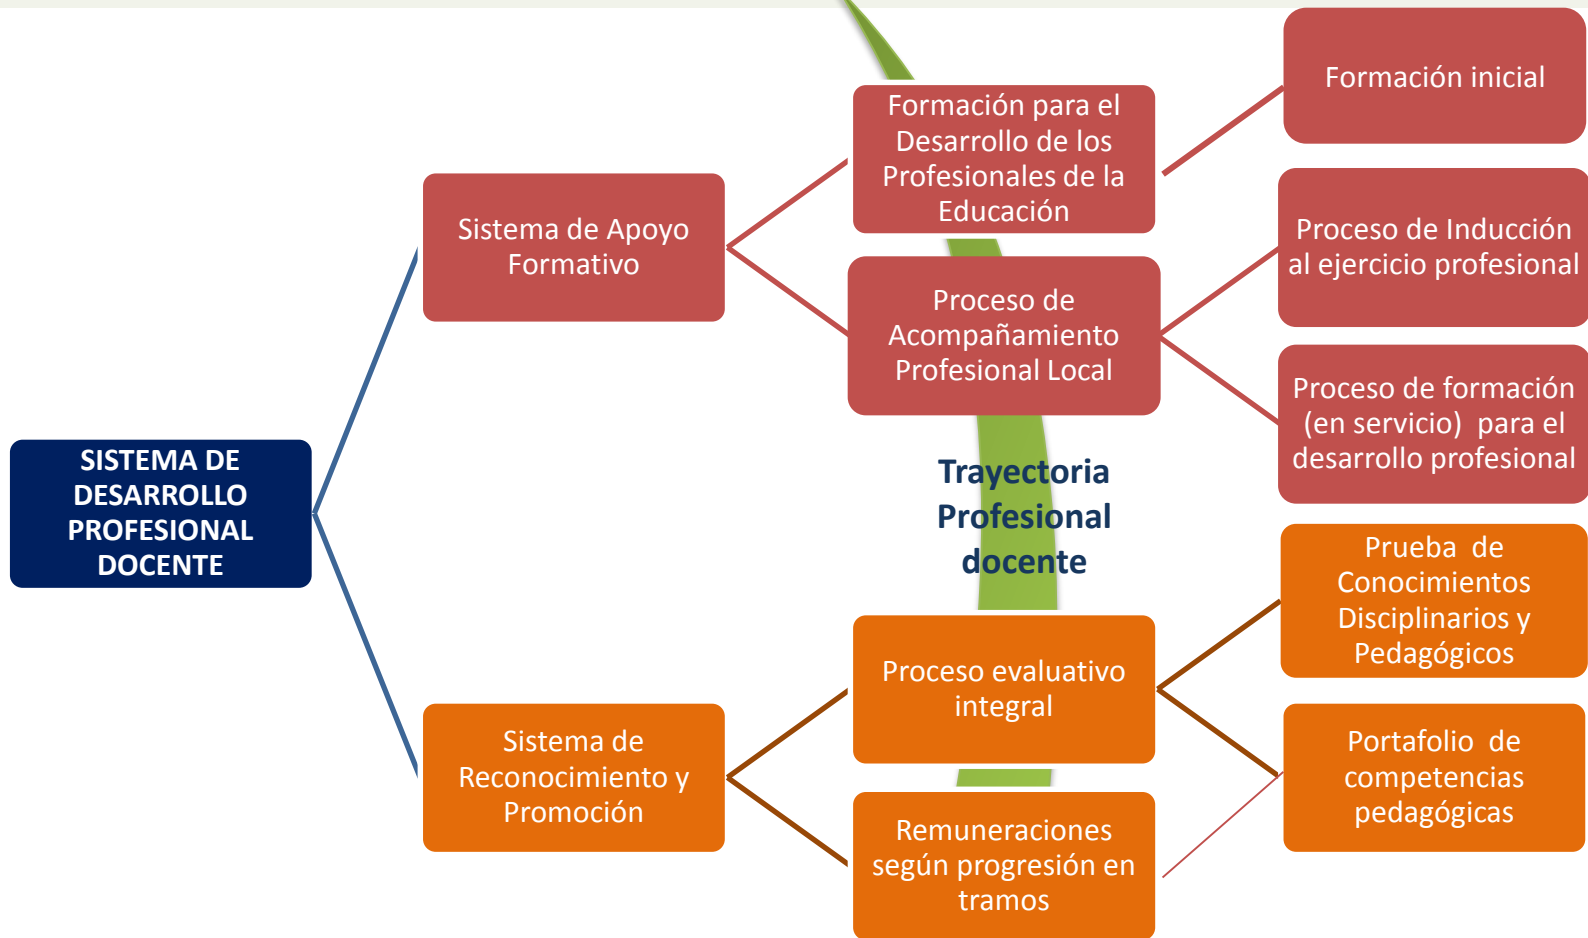 SISTEMA DE
DESARROLLO
PROFESIONAL
DOCENTE
Sistema de Apoyo
Formativo
Formación para el
Desarrollo de los
Profesionales de la
Educación
Formación inicial
Proceso de
Acompañamiento
Profesional Local
Proceso de Inducción
al ejercicio profesional
Proceso de formación
(en servicio) para el
desarrollo profesional
Trayectoria
Profesional
docente
Sistema de
Reconocimiento y
Promoción
Proceso evaluativo
integral
Prueba de
Conocimientos
Disciplinarios y
Pedagógicos
Portafolio de
competencias
pedagógicas
Remuneraciones
según progresión en
tramos